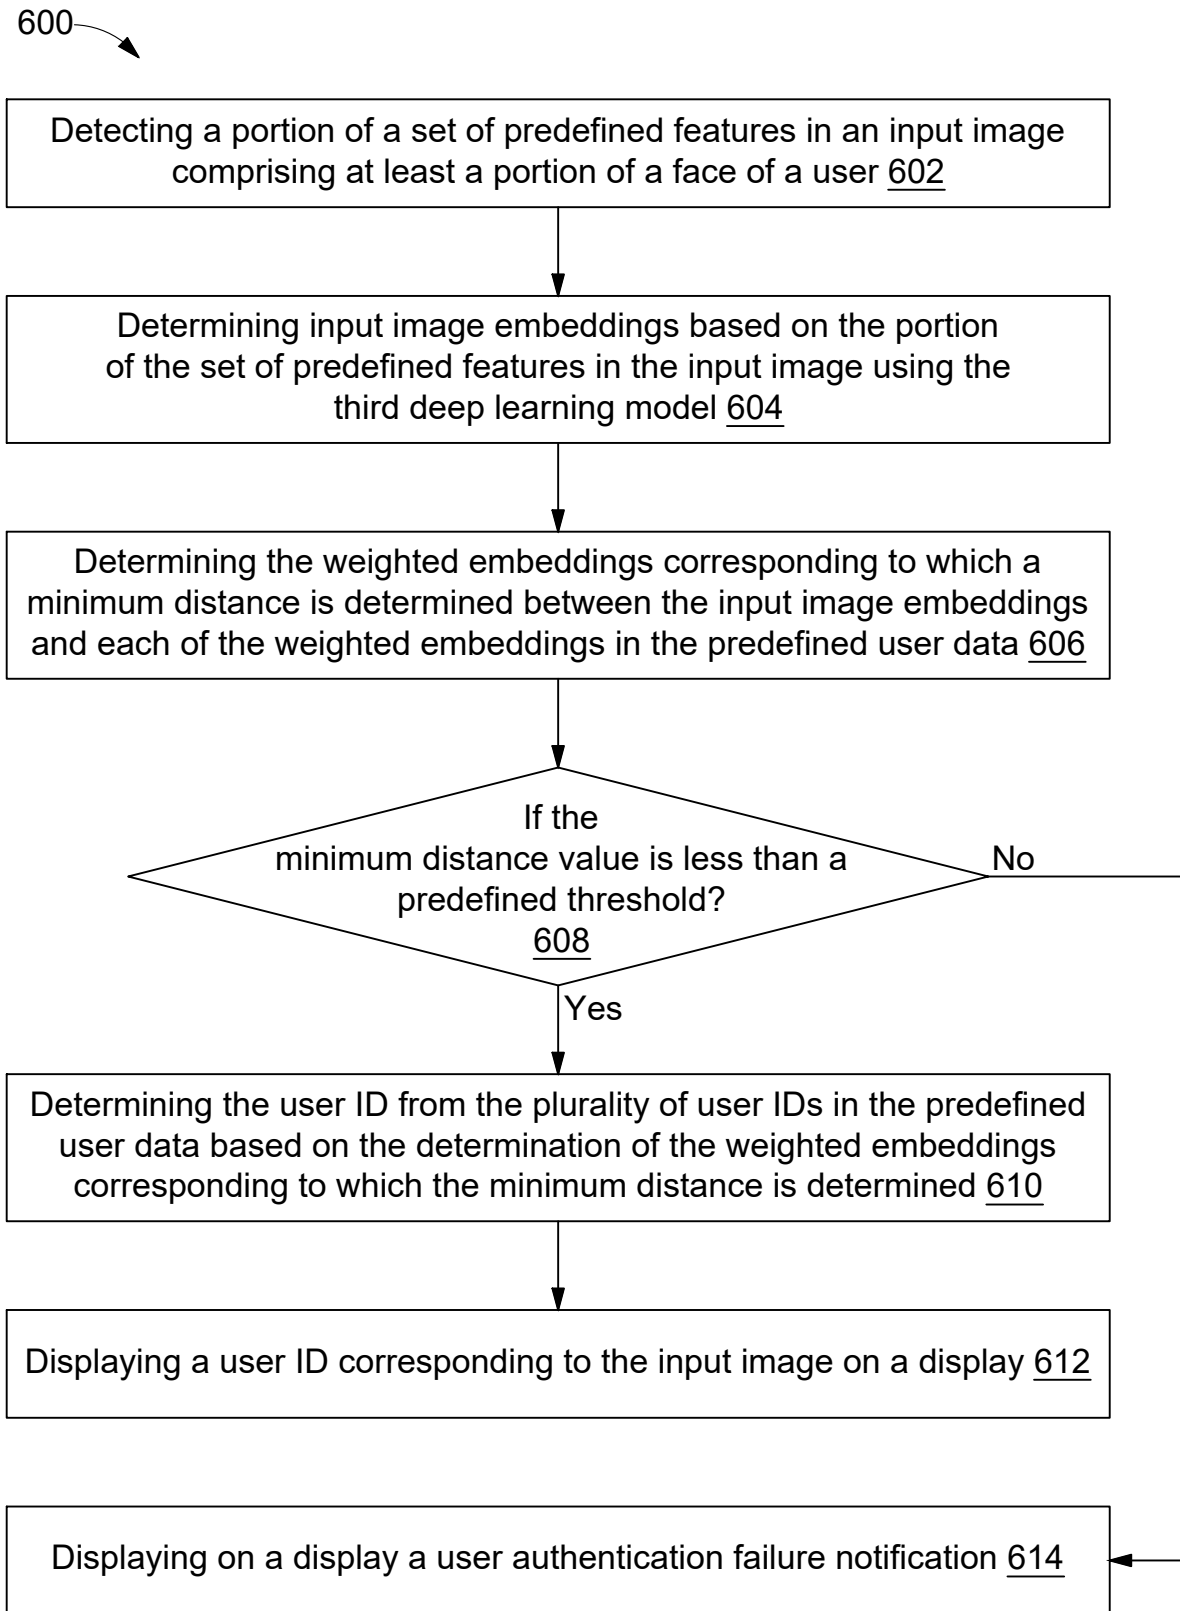 600
Detecting a portion of a set of predefined features in an input image
comprising at least a portion of a face of a user 602
Determining input image embeddings based on the portion
of the set of predefined features in the input image using the
third deep learning model 604
Determining the weighted embeddings corresponding to which a
minimum distance is determined between the input image embeddings
and each of the weighted embeddings in the predefined user data 606
If the
minimum distance value is less than a
predefined threshold?
608
No
Yes
Determining the user ID from the plurality of user IDs in the predefined
user data based on the determination of the weighted embeddings
corresponding to which the minimum distance is determined 610
Displaying a user ID corresponding to the input image on a display 612
Displaying on a display a user authentication failure notification 614